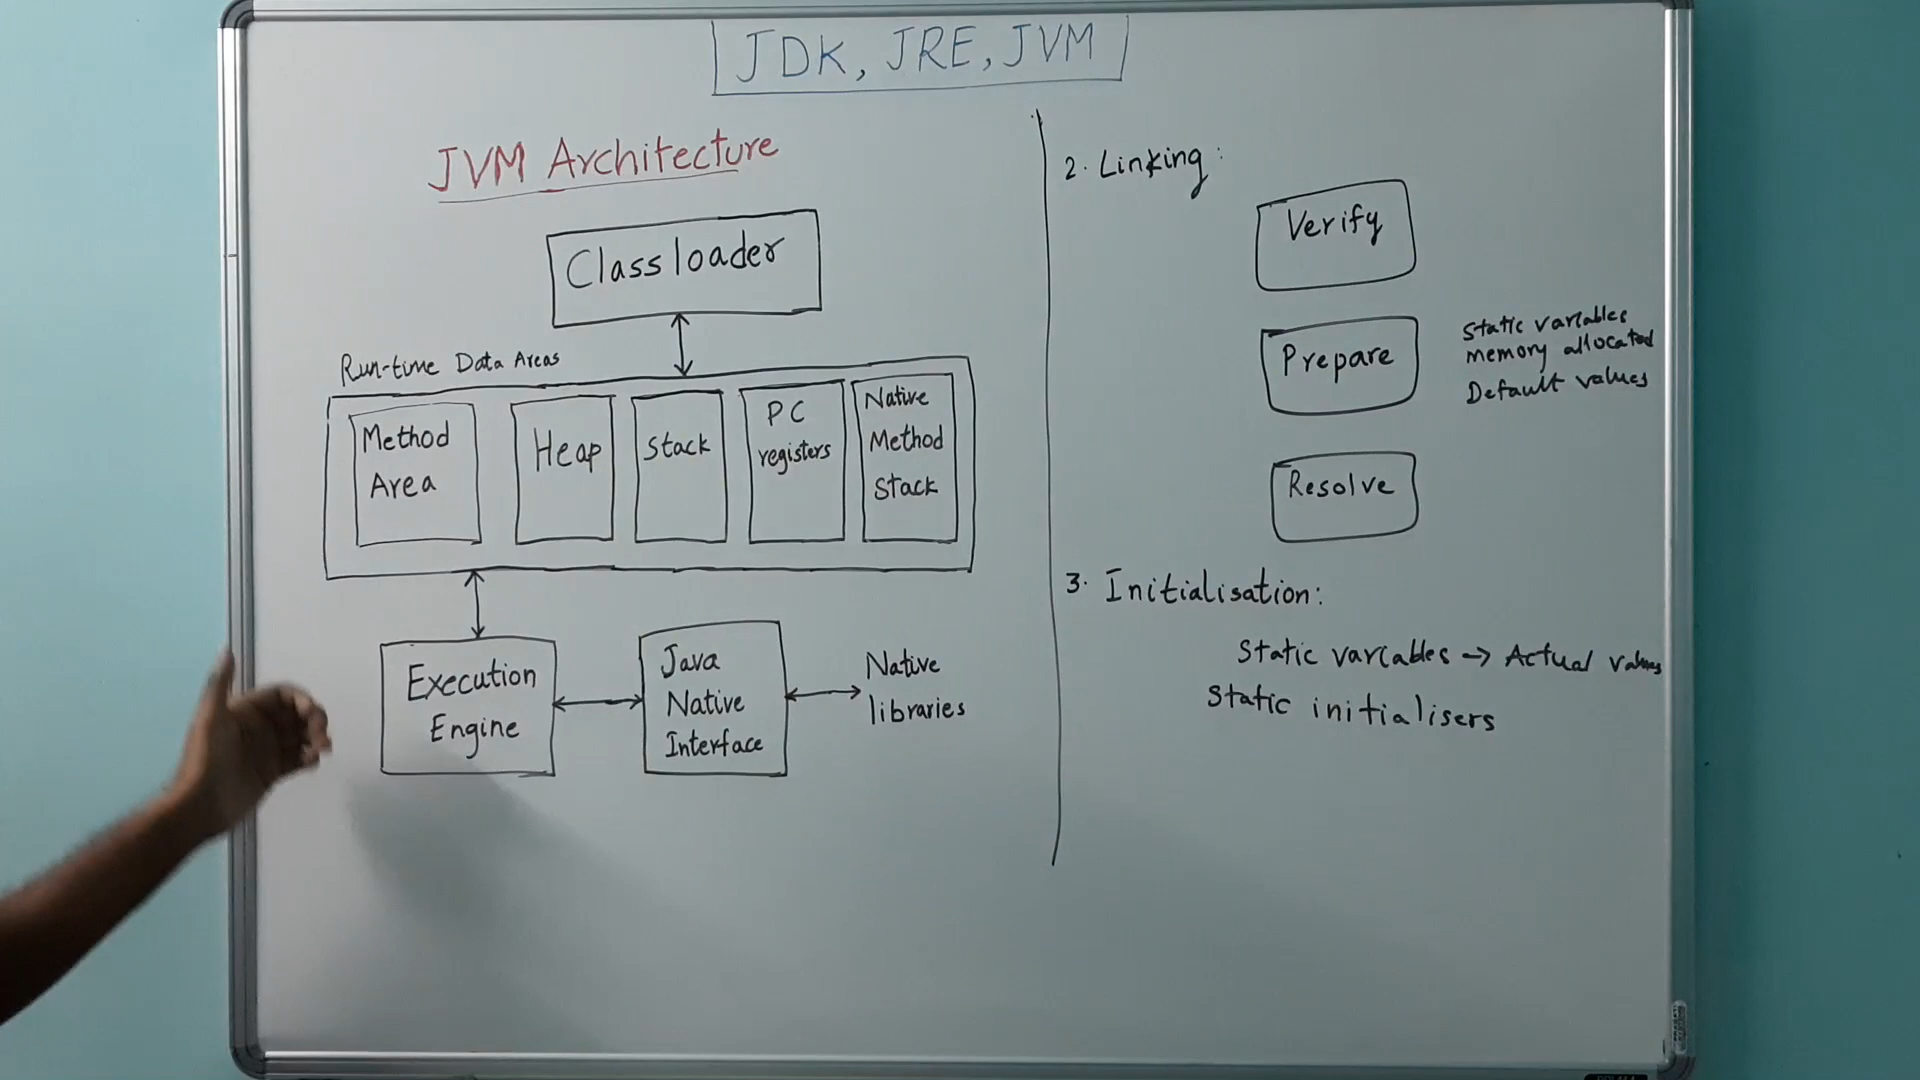 JDK, JRE, JVM
JVM Architecture
Classloader
Run-time Data Areas
Method
Area
Heap
Stack
PC
registers
Native
Method
Stack
Execution
Engine
Java
Native
Interface
Native
libraries
2. Linking:
Verify
Prepare
Static variables
memory allocated
Default values
Resolve
3. Initialisation:
Static variables → Actual values
Static initialisers